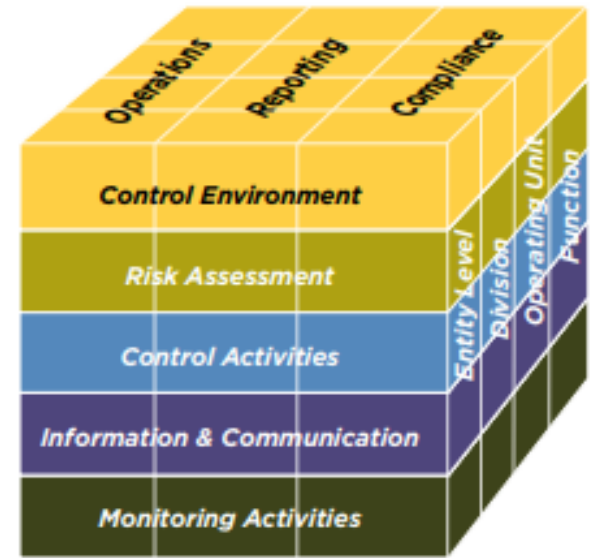 Operations
Reporting
Compliance
Control Environment
Risk Assessment
Control Activities
Information & Communication
Monitoring Activities
Entity Level
Division
Operating Unit
Function